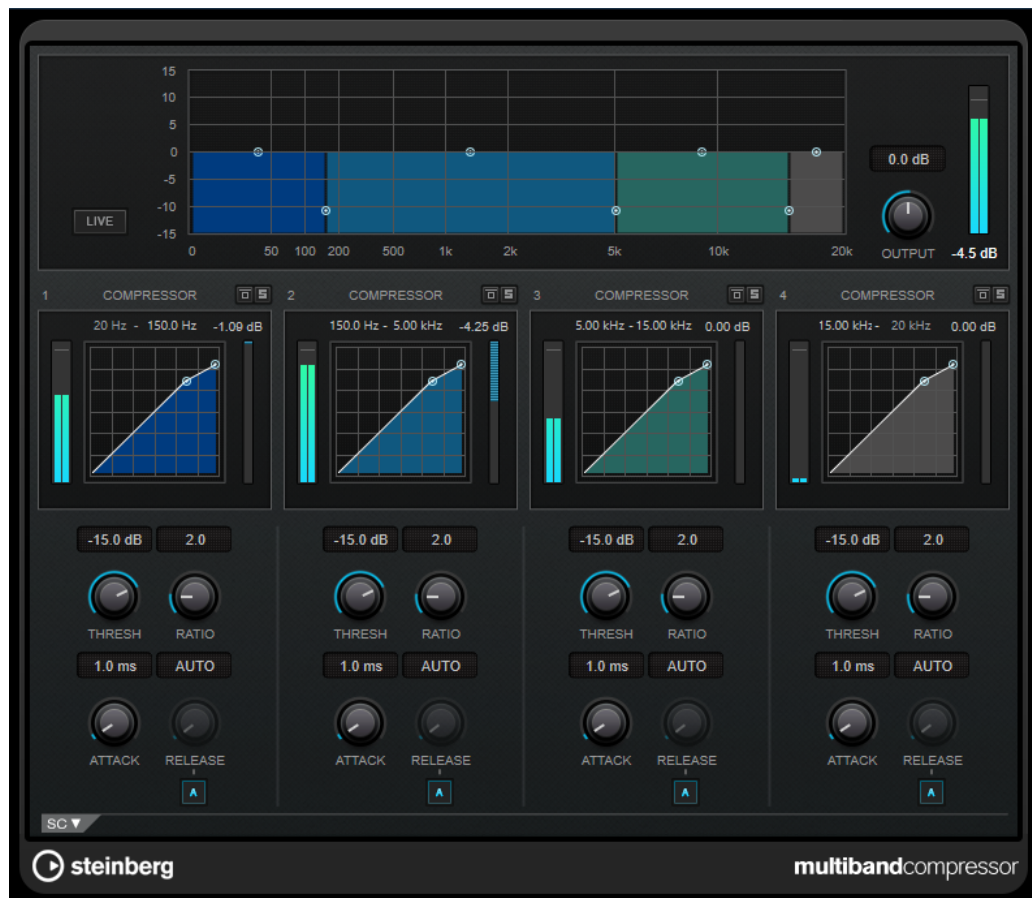 15
10
5
0
-5
-10
-15
LIVE
0 50 100 200 500 1k 2k 5k 10k 20k
0.0 dB
OUTPUT
-4.5 dB
1 COMPRESSOR S
20 Hz - 150.0 Hz -1.09 dB
-15.0 dB 2.0
THRESH RATIO
1.0 ms AUTO
ATTACK RELEASE
A
2 COMPRESSOR S
150.0 Hz - 5.00 kHz -4.25 dB
-15.0 dB 2.0
THRESH RATIO
1.0 ms AUTO
ATTACK RELEASE
A
3 COMPRESSOR S
5.00 kHz - 15.00 kHz 0.00 dB
-15.0 dB 2.0
THRESH RATIO
1.0 ms AUTO
ATTACK RELEASE
A
4 COMPRESSOR S
15.00 kHz - 20 kHz 0.00 dB
-15.0 dB 2.0
THRESH RATIO
1.0 ms AUTO
ATTACK RELEASE
A
SC ▼
steinberg
multibandcompressor